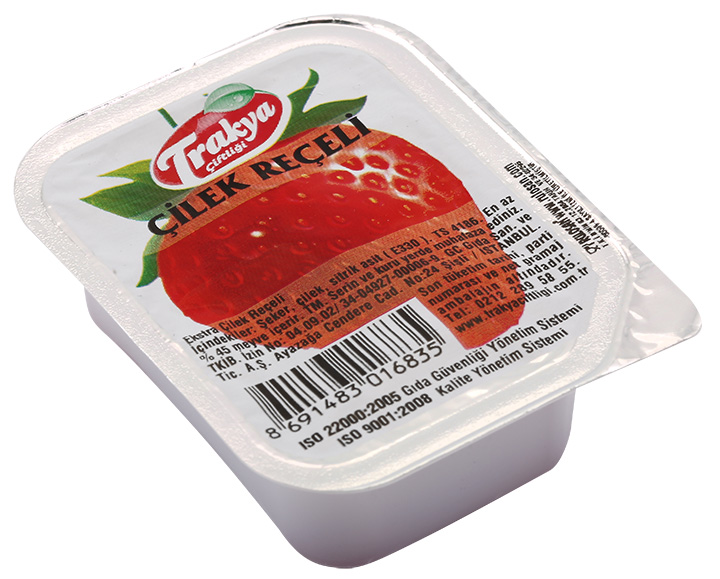 Trakya
Çiftliği
ÇİLEK REÇELİ
Ekstra Çilek Reçeli
İçindekiler: Şeker, çilek, sitrik asit ( E330 ). TS 4186. En az
% 45 meyve içerir. TM. Serin ve kuru yerde muhafaza ediniz.
TKİB. İzin No: 04.09.02/ 34-04927-00066-9. GC Gıda San. ve
Tic. A.Ş. Ayazağa Cendere Cad. No:24 Şişli / İSTANBUL.
Son tüketim tarihi, parti
numarası ve net gramaj
ambalajın altındadır.
Tel: 0212 289 58 55.
www.trakyaciftligi.com.tr
8 691483 016835
ISO 22000:2005 Gıda Güvenliği Yönetim Sistemi
ISO 9001:2008 Kalite Yönetim Sistemi